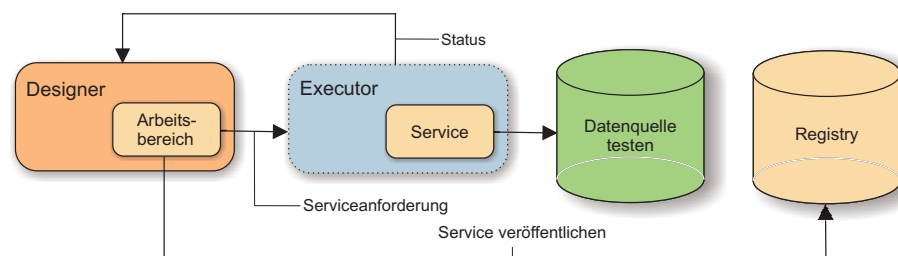 Status
Designer
Executor
Arbeits-
bereich
Service
Datenquelle
testen
Registry
Serviceanforderung
Service veröffentlichen